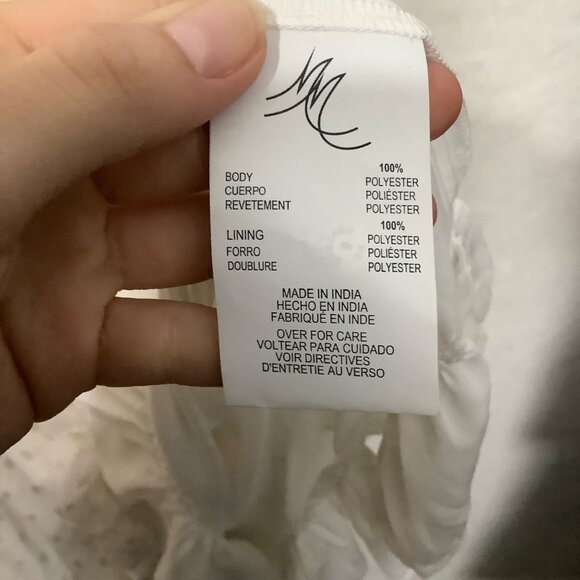 100%
BODY POLYESTER
CUERPO POLIÉSTER
REVETEMENT POLYESTER
100%
LINING POLYESTER
FORRO POLIÉSTER
DOUBLURE POLYESTER
MADE IN INDIA
HECHO EN INDIA
FABRIQUÉ EN INDE
OVER FOR CARE
VOLTEAR PARA CUIDADO
VOIR DIRECTIVES
D'ENTRETIE AU VERSO